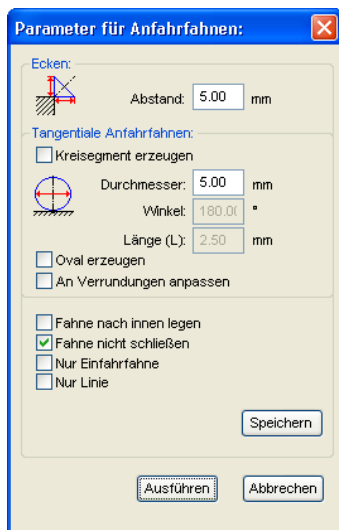 Parameter für Anfahrfahnen:
Ecken:
Abstand: 5.00 mm
Tangentiale Anfahrfahnen:
Kreisegment erzeugen
Durchmesser: 5.00 mm
Winkel: 180.0( °
Länge (L): 2.50 mm
Oval erzeugen
An Verrundungen anpassen
Fahne nach innen legen
Fahne nicht schließen
Nur Einfahrfahne
Nur Linie
Speichern
Ausführen Abbrechen